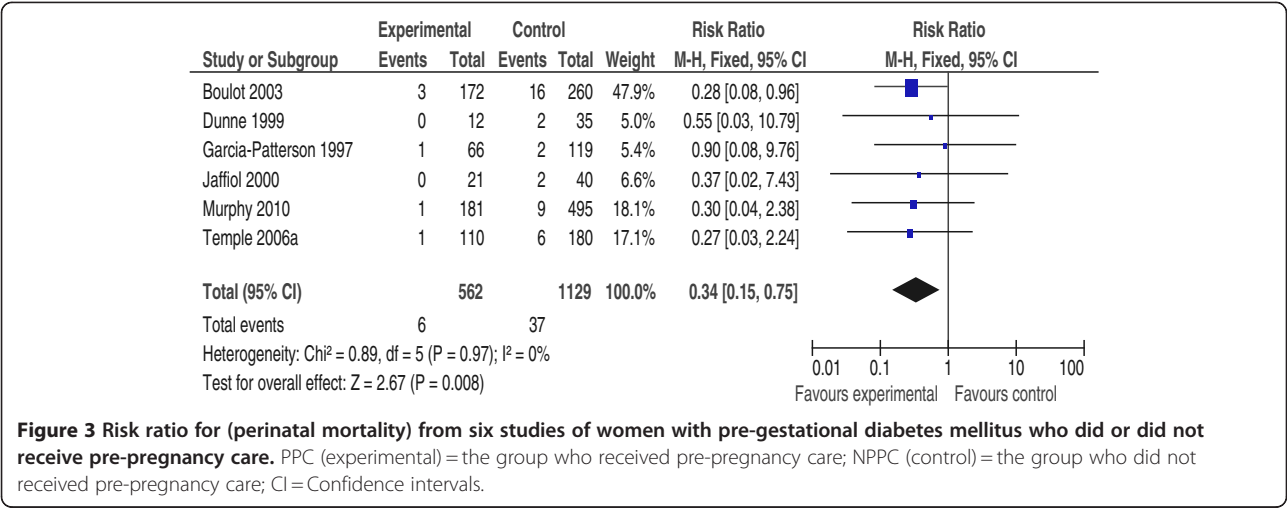 Experimental Control Risk Ratio Risk Ratio
Study or Subgroup Events Total Events Total Weight M-H, Fixed, 95% CI M-H, Fixed, 95% CI
Boulot 2003 3 172 16 260 47.9% 0.28 [0.08, 0.96]
Dunne 1999 0 12 2 35 5.0% 0.55 [0.03, 10.79]
Garcia-Patterson 1997 1 66 2 119 5.4% 0.90 [0.08, 9.76]
Jaffiol 2000 0 21 2 40 6.6% 0.37 [0.02, 7.43]
Murphy 2010 1 181 9 495 18.1% 0.30 [0.04, 2.38]
Temple 2006a 1 110 6 180 17.1% 0.27 [0.03, 2.24]
Total (95% CI) 562 1129 100.0% 0.34 [0.15, 0.75]
Total events 6 37
Heterogeneity: Chi² = 0.89, df = 5 (P = 0.97); I² = 0%
Test for overall effect: Z = 2.67 (P = 0.008)
0.01 0.1 1 10 100
Favours experimental Favours control
Figure 3 Risk ratio for (perinatal mortality) from six studies of women with pre-gestational diabetes mellitus who did or did not
receive pre-pregnancy care. PPC (experimental) = the group who received pre-pregnancy care; NPPC (control) = the group who did not
received pre-pregnancy care; CI = Confidence intervals.